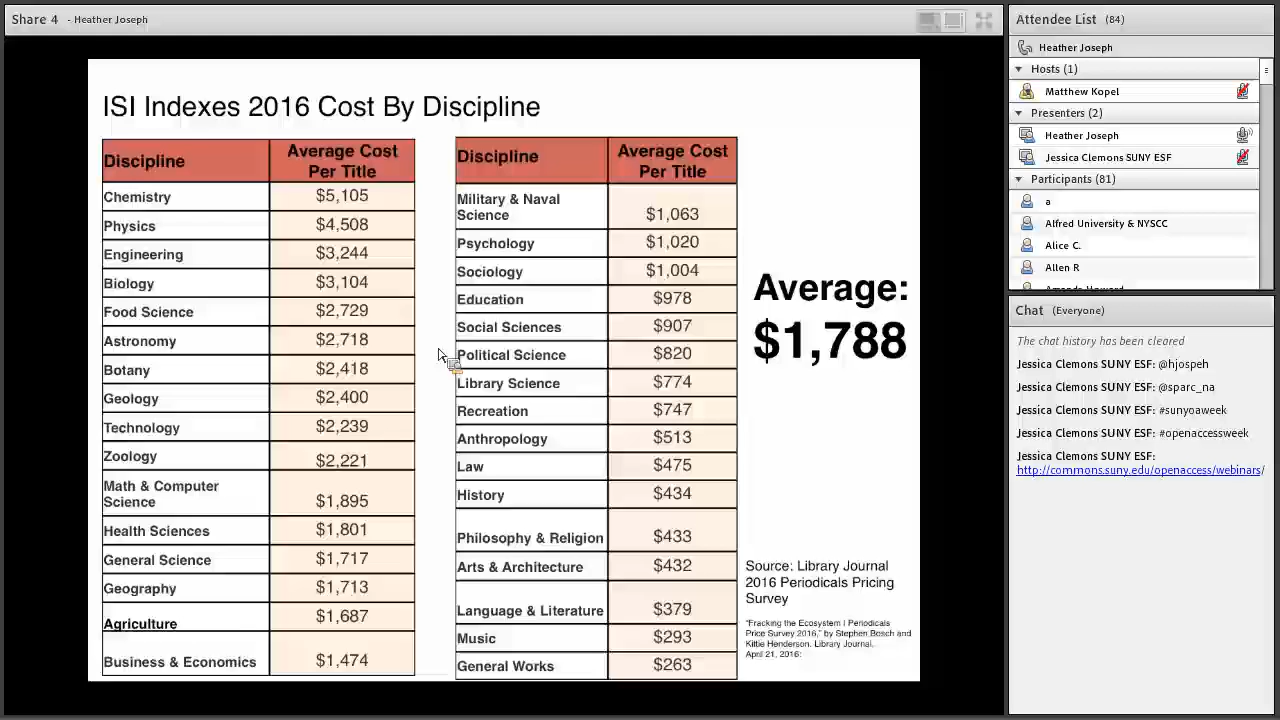 Share 4 - Heather Joseph
ISI Indexes 2016 Cost By Discipline
Discipline
Average Cost
Per Title
Chemistry $5,105
Physics $4,508
Engineering $3,244
Biology $3,104
Food Science $2,729
Astronomy $2,718
Botany $2,418
Geology $2,400
Technology $2,239
Zoology $2,221
Math & Computer
Science $1,895
Health Sciences $1,801
General Science $1,717
Geography $1,713
Agriculture $1,687
Business & Economics $1,474
Discipline
Average Cost
Per Title
Military & Naval
Science $1,063
Psychology $1,020
Sociology $1,004
Education $978
Social Sciences $907
Political Science $820
Library Science $774
Recreation $747
Anthropology $513
Law $475
History $434
Philosophy & Religion $433
Arts & Architecture $432
Language & Literature $379
Music $293
General Works $263
Average:
$1,788
Source: Library Journal
2016 Periodicals Pricing
Survey
"Fracking the Ecosystem | Periodicals
Price Survey 2016," by Stephen Bosch and
Kittie Henderson. Library Journal.
April 21, 2016:
Attendee List (84)
Heather Joseph
Hosts (1)
Matthew Kopel
Presenters (2)
Heather Joseph
Jessica Clemons SUNY ESF
Participants (81)
a
Alfred University & NYSCC
Alice C.
Allen R
Chat (Everyone)
The chat history has been cleared
Jessica Clemons SUNY ESF: @hjospeh
Jessica Clemons SUNY ESF: @sparc_na
Jessica Clemons SUNY ESF: #sunyoaweek
Jessica Clemons SUNY ESF: #openaccessweek
Jessica Clemons SUNY ESF:
http://commons.suny.edu/openaccess/webinars/